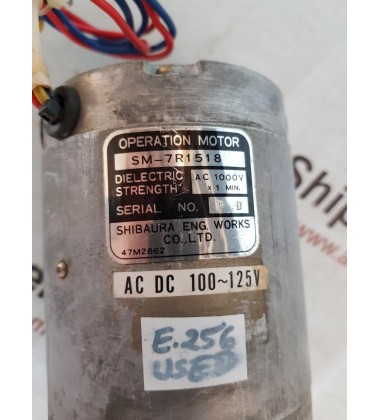 OPERATION MOTOR
SM-7R1518
DIELECTRIC STRENGTH AC 1000V x 1 MIN.
SERIAL NO.
SHIBAURA ENG. WORKS
CO., LTD.
47M2862
AC DC 100~125V
E.256
USED
Ship